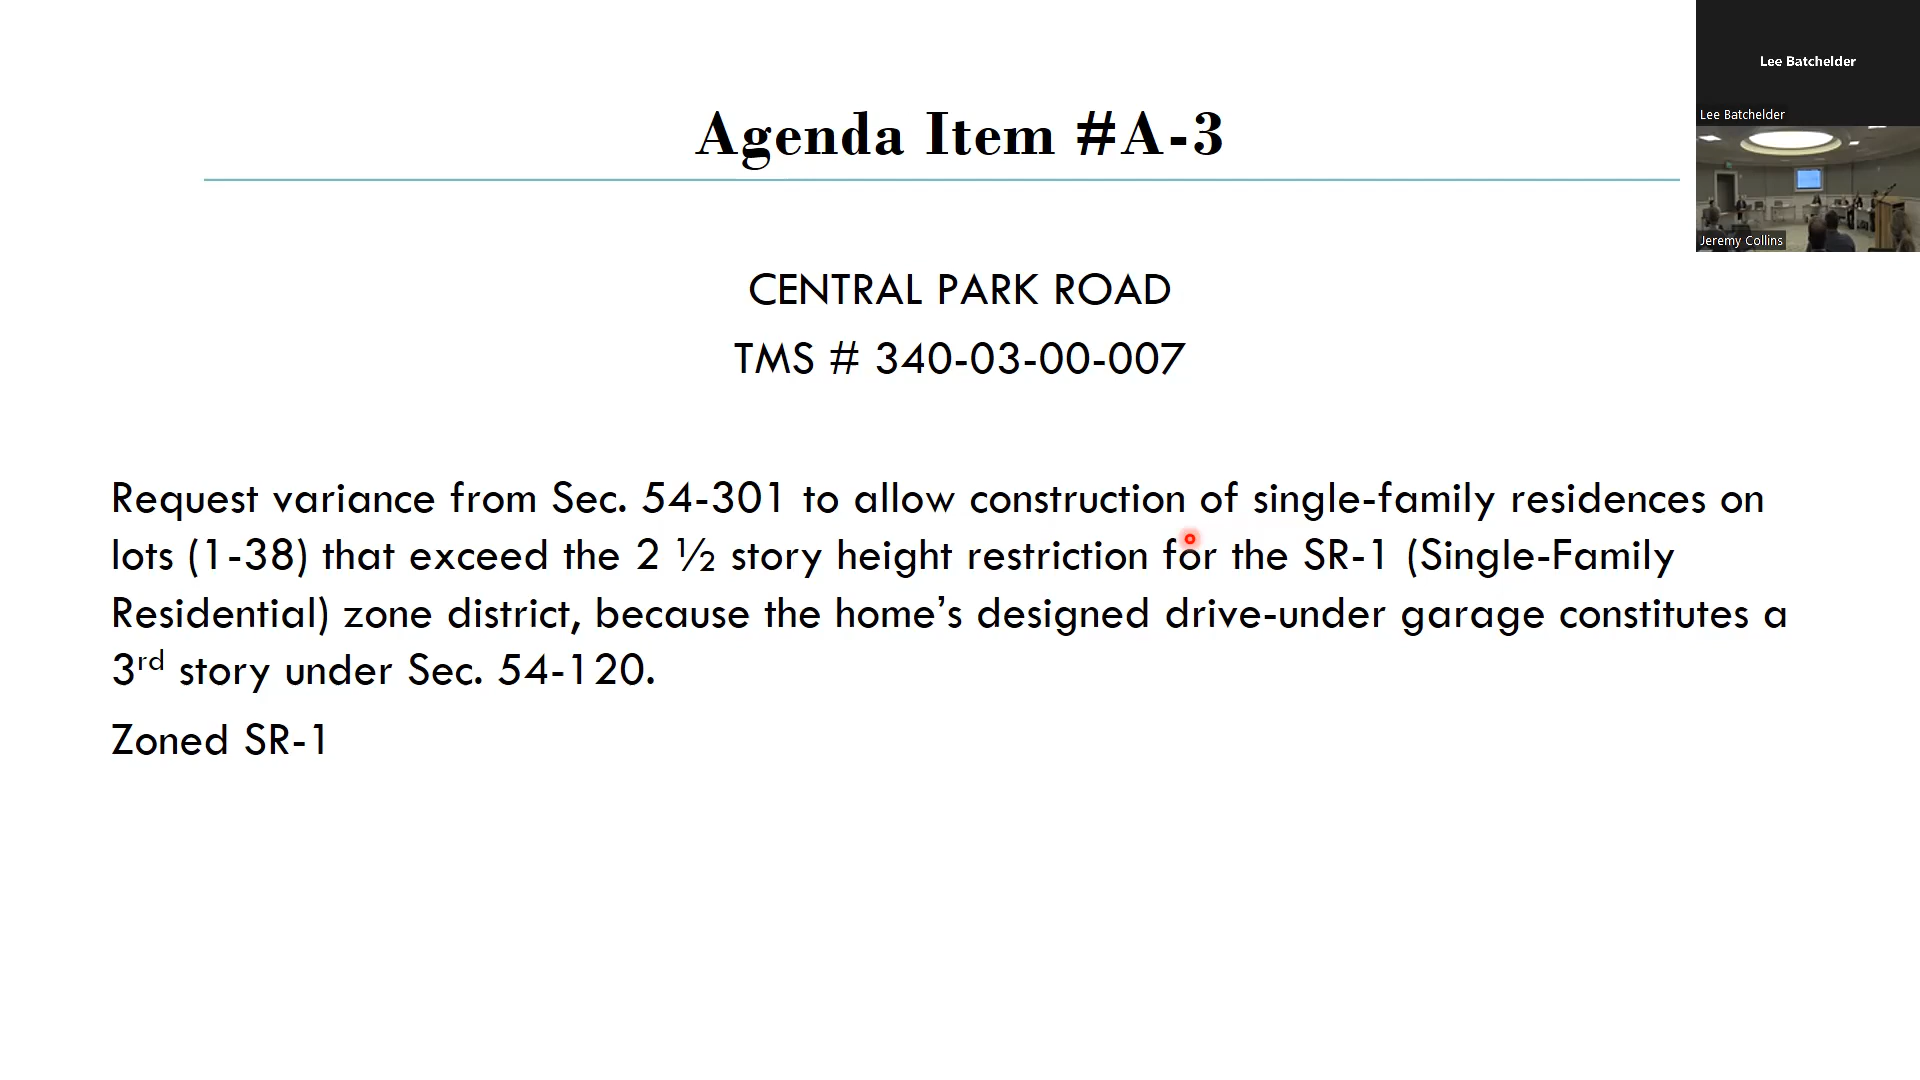 Agenda Item #A-3
CENTRAL PARK ROAD
TMS # 340-03-00-007
Request variance from Sec. 54-301 to allow construction of single-family residences on
lots (1-38) that exceed the 2 ½ story height restriction for the SR-1 (Single-Family
Residential) zone district, because the home’s designed drive-under garage constitutes a
3rd story under Sec. 54-120.
Zoned SR-1
Lee Batchelder
Lee Batchelder
Jeremy Collins